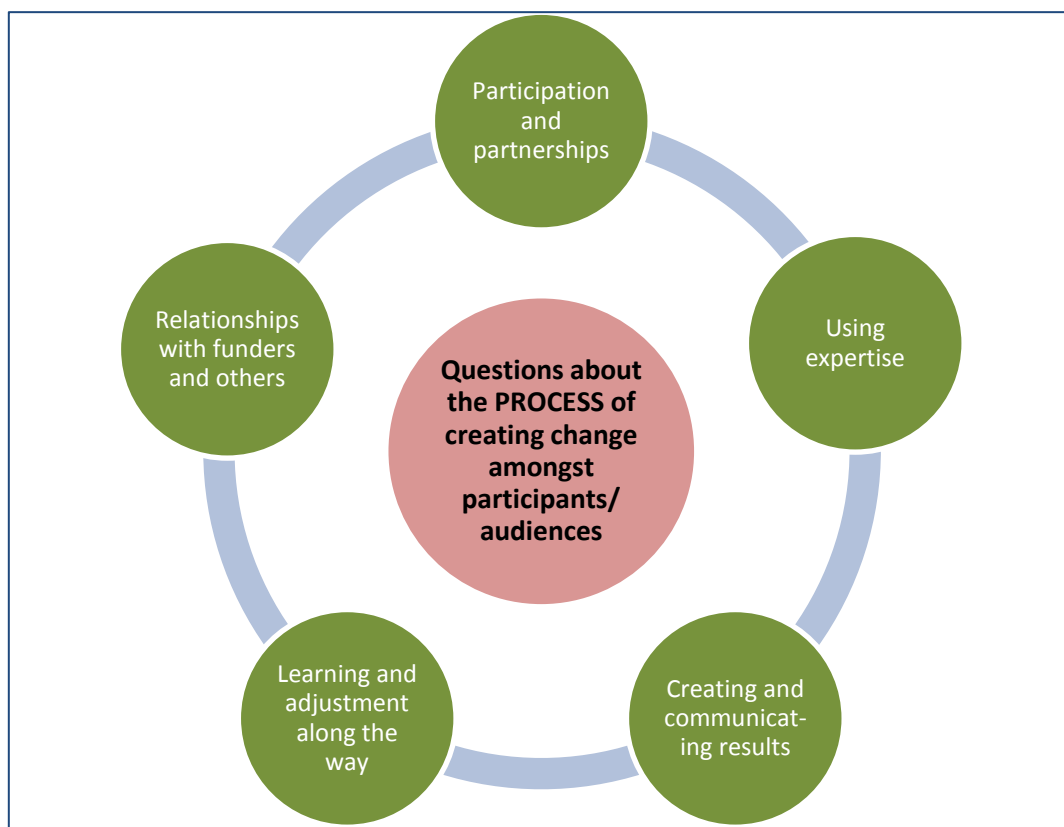 Participation
and
partnerships
Relationships
with funders
and others
Using
expertise
Questions about
the PROCESS of
creating change
amongst
participants/
audiences
Learning and
adjustment
along the
way
Creating and
communicat-
ing results